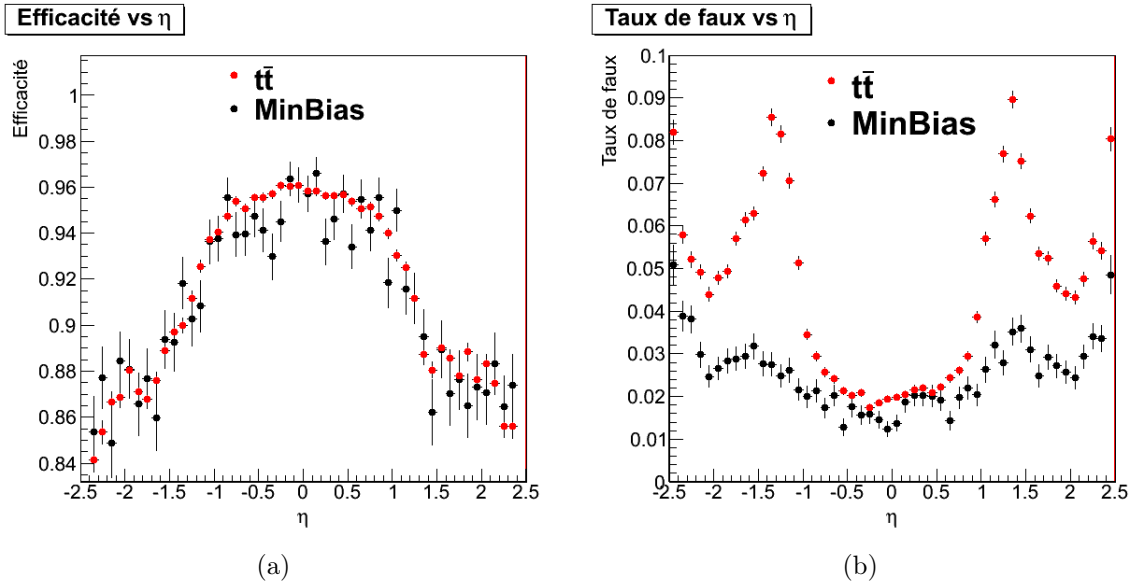 Efficacité vs η
Efficacité
tt̄
MinBias
1
0.98
0.96
0.94
0.92
0.9
0.88
0.86
0.84
-2.5 -2 -1.5 -1 -0.5 0 0.5 1 1.5 2 2.5
η
(a)
Taux de faux vs η
Taux de faux
tt̄
MinBias
0.1
0.09
0.08
0.07
0.06
0.05
0.04
0.03
0.02
0.01
0
-2.5 -2 -1.5 -1 -0.5 0 0.5 1 1.5 2 2.5
η
(b)